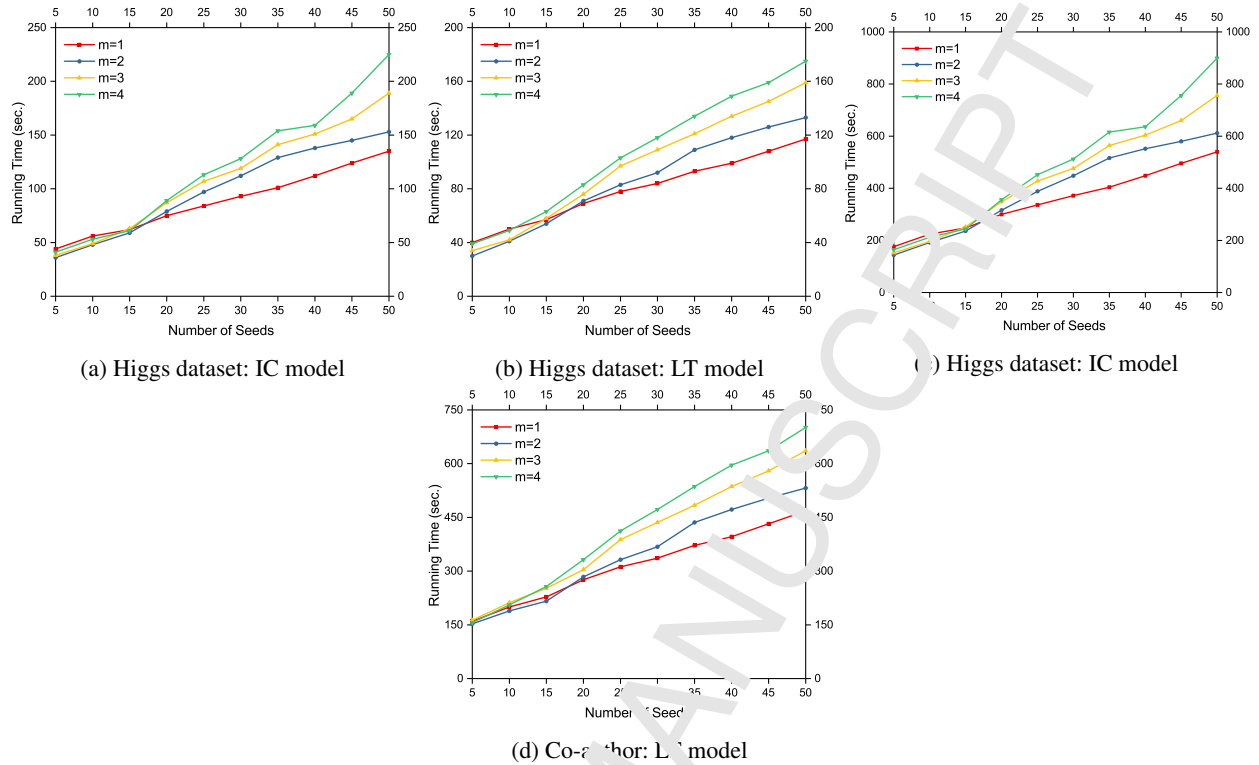 5 10 15 20 25 30 35 40 45 50
250 250
200 200
150 150
100 100
50 50
0 0
m=1
m=2
m=3
m=4
Running Time (sec.)
5 10 15 20 25 30 35 40 45 50
Number of Seeds
(a) Higgs dataset: IC model
5 10 15 20 25 30 35 40 45 50
200 200
160 160
120 120
80 80
40 40
0 0
m=1
m=2
m=3
m=4
Running Time (sec.)
5 10 15 20 25 30 35 40 45 50
Number of Seeds
(b) Higgs dataset: LT model
5 10 15 20 25 30 35 40 45 50
1000 1000
800 800
600 600
400 400
200 200
0 0
m=1
m=2
m=3
m=4
Running Time (sec.)
5 10 15 20 25 30 35 40 45 50
Number of Seeds
Higgs dataset: IC model
5 10 15 20 25 30 35 40 45 50
750
600
450
300 300
150 150
0 0
m=1
m=2
m=3
m=4
Running Time (sec.)
5 10 15 20 30 35 40 45 50
Number of
(d) model
MANUSCRIPT